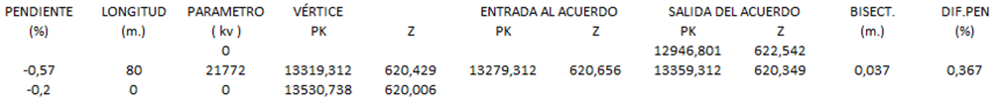 PENDIENTE LONGITUD PARAMETRO VÉRTICE ENTRADA AL ACUERDO SALIDA DEL ACUERDO BISECT. DIF.PEN
(%) (m.) ( kv ) PK Z PK Z PK Z (m.) (%)
0 12946,801 622,542
-0,57 80 21772 13319,312 620,429 13279,312 620,656 13359,312 620,349 0,037 0,367
-0,2 0 0 13530,738 620,006